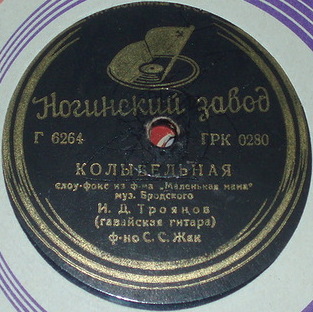 Ногинский завод
Г 6264 ГРК 0280
КОЛЫБЕЛЬНАЯ
слоу-фокс из ф-ма „Маленькая мама"
муз. Бродского
И. Д. Троянов
(гавайская гитара)
ф-но С. С. Жак